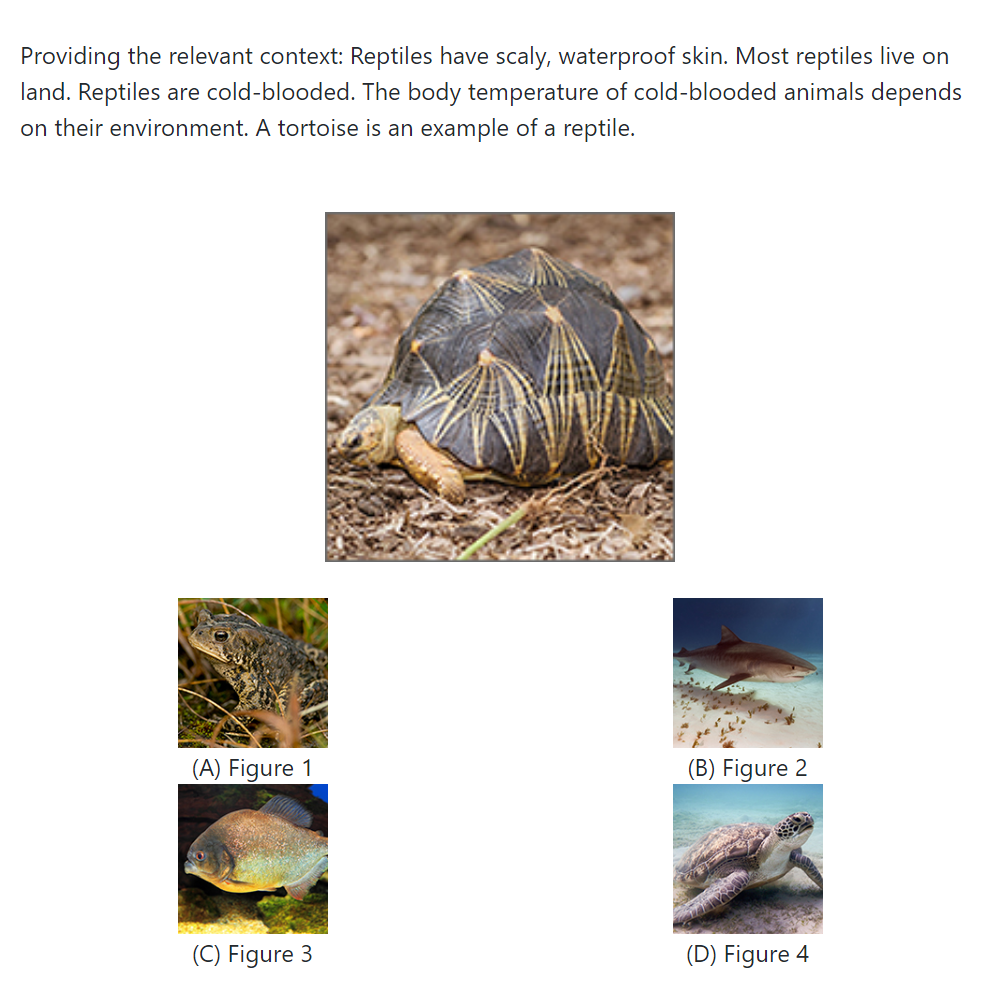 Providing the relevant context: Reptiles have scaly, waterproof skin. Most reptiles live on
land. Reptiles are cold-blooded. The body temperature of cold-blooded animals depends
on their environment. A tortoise is an example of a reptile.
(A) Figure 1
(B) Figure 2
(C) Figure 3
(D) Figure 4